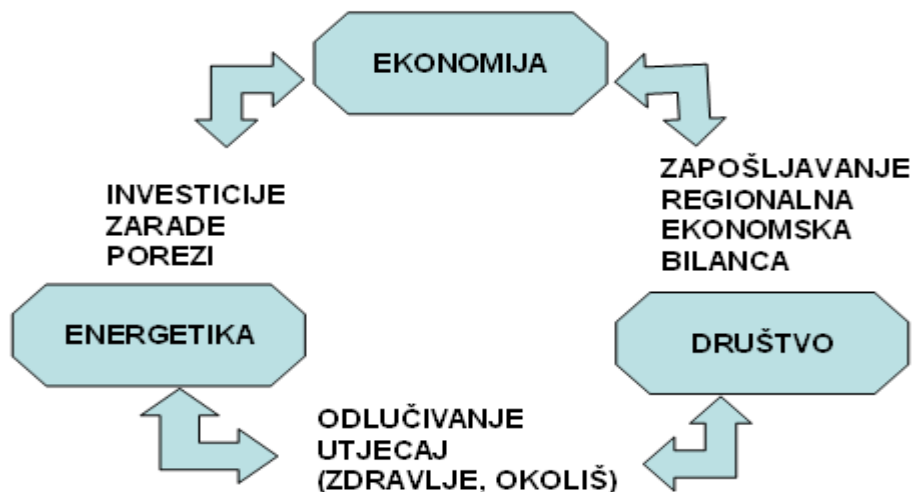 EKONOMIJA
INVESTICIJE
ZARADE
POREZI
ZAPOŠLJAVANJE
REGIONALNA
EKONOMSKA
BILANCA
ENERGETIKA
DRUŠTVO
ODLUČIVANJE
UTJECAJ
(ZDRAVLJE, OKOLIŠ)